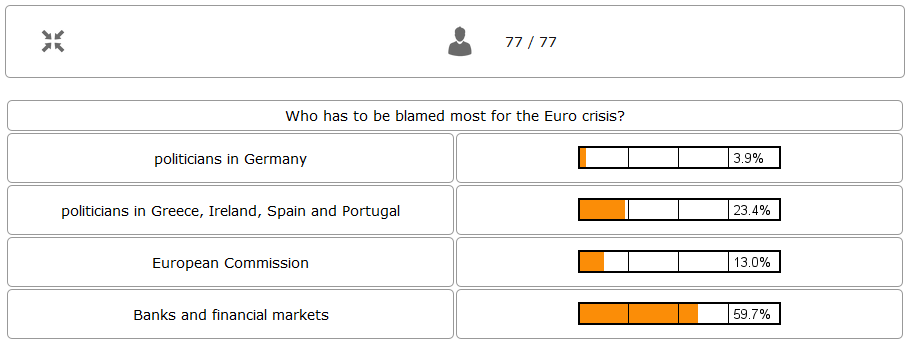 77 / 77
Who has to be blamed most for the Euro crisis?
politicians in Germany
3.9%
politicians in Greece, Ireland, Spain and Portugal
23.4%
European Commission
13.0%
Banks and financial markets
59.7%